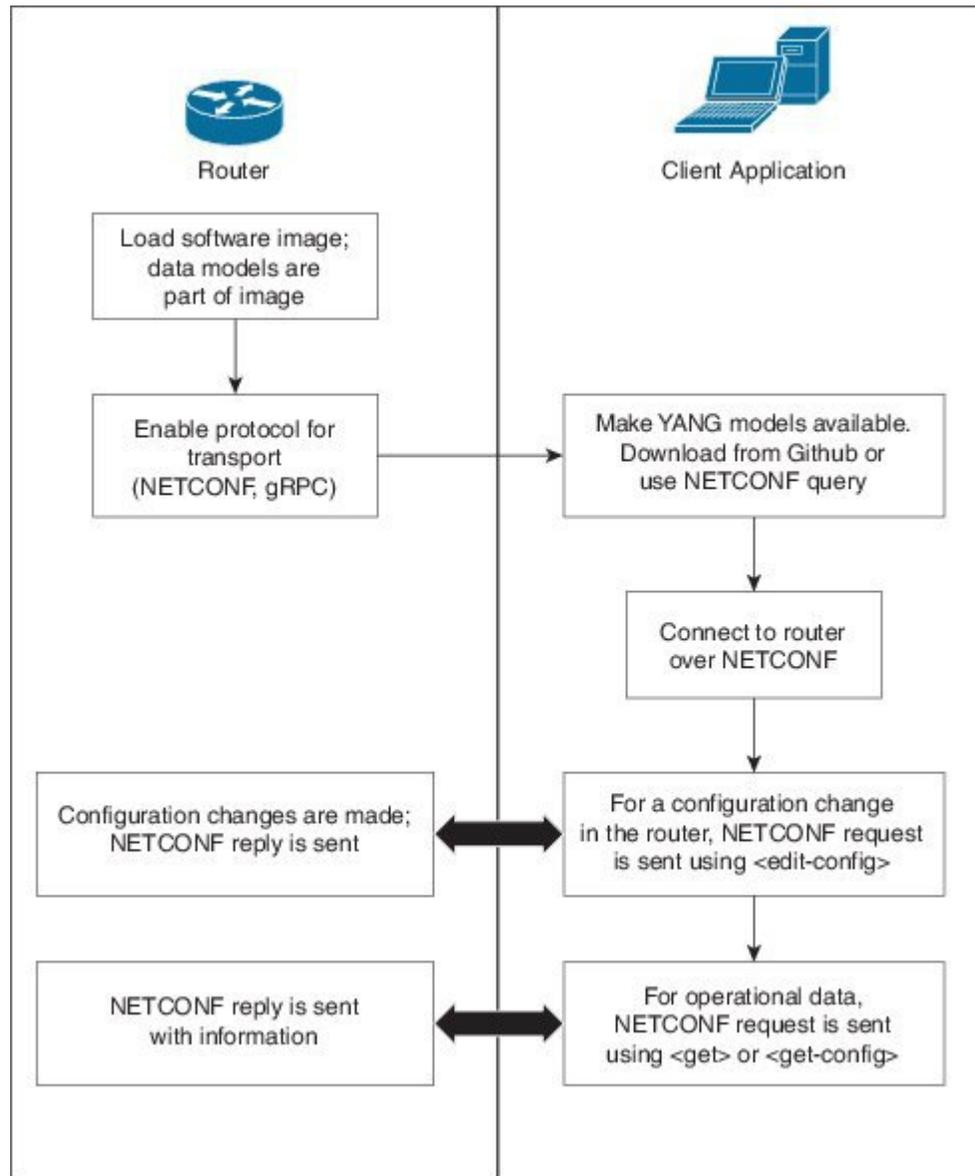 Router
Client Application
Load software image;
data models are
part of image
Enable protocol for
transport
(NETCONF, gRPC)
Make YANG models available.
Download from Github or
use NETCONF query
Connect to router
over NETCONF
Configuration changes are made;
NETCONF reply is sent
For a configuration change
in the router, NETCONF request
is sent using <edit-config>
NETCONF reply is sent
with information
For operational data,
NETCONF request is sent
using <get> or <get-config>